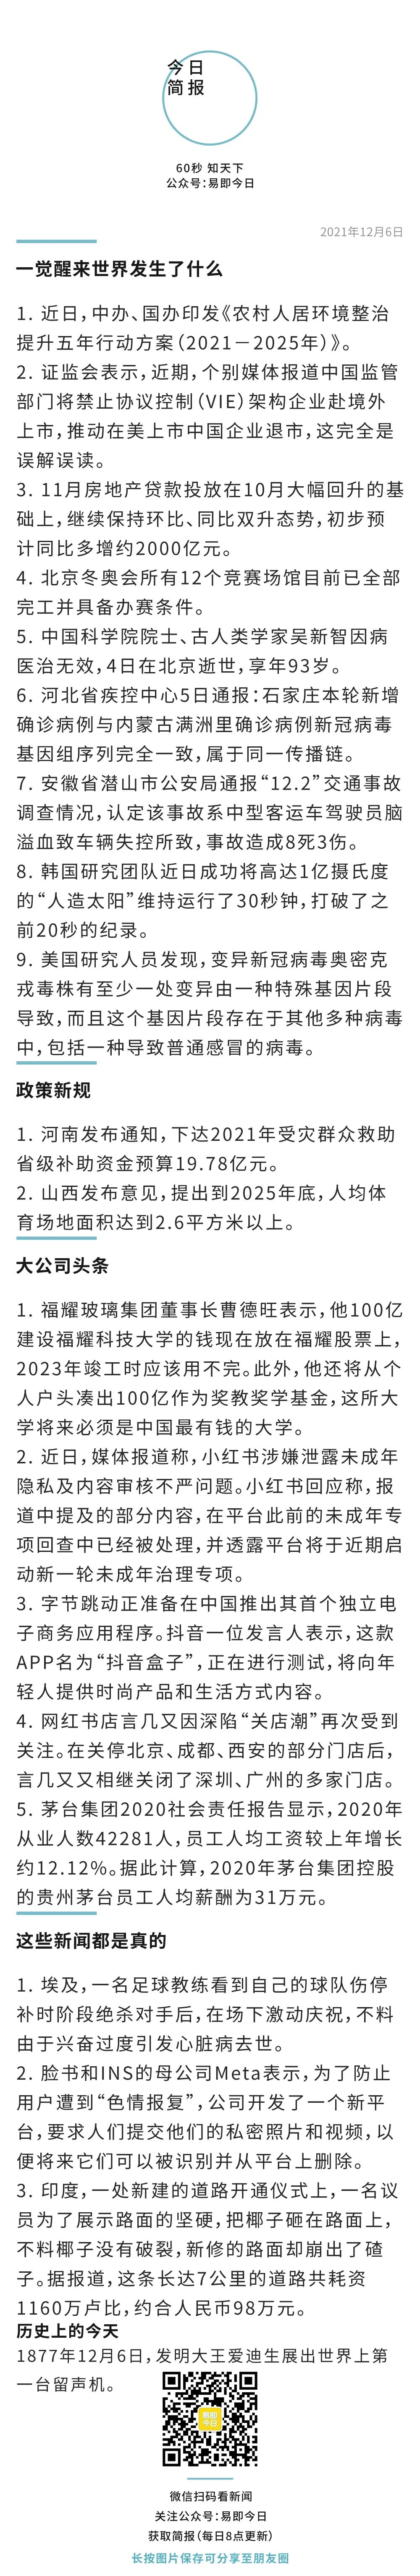 今日
简报
60秒 知天下
公众号：易即今日
2021年12月6日
一觉醒来世界发生了什么
1. 近日，中办、国办印发《农村人居环境整治
提升五年行动方案（2021－2025年）》。
2. 证监会表示，近期，个别媒体报道中国监管
部门将禁止协议控制（VIE）架构企业赴境外
上市，推动在美上市中国企业退市，这完全是
误解误读。
3. 11月房地产贷款投放在10月大幅回升的基
础上，继续保持环比、同比双升态势，初步预
计同比多增约2000亿元。
4. 北京冬奥会所有12个竞赛场馆目前已全部
完工并具备办赛条件。
5. 中国科学院院士、古人类学家吴新智因病
医治无效，4日在北京逝世，享年93岁。
6. 河北省疾控中心5日通报：石家庄本轮新增
确诊病例与内蒙古满洲里确诊病例新冠病毒
基因组序列完全一致，属于同一传播链。
7. 安徽省潜山市公安局通报“12.2”交通事故
调查情况，认定该事故系中型客运车驾驶员脑
溢血致车辆失控所致，事故造成8死3伤。
8. 韩国研究团队近日成功将高达1亿摄氏度
的“人造太阳”维持运行了30秒钟，打破了之
前20秒的纪录。
9. 美国研究人员发现，变异新冠病毒奥密克
戎毒株有至少一处变异由一种特殊基因片段
导致，而且这个基因片段存在于其他多种病毒
中，包括一种导致普通感冒的病毒。
政策新规
1. 河南发布通知，下达2021年受灾群众救助
省级补助资金预算19.78亿元。
2. 山西发布意见，提出到2025年底，人均体
育场地面积达到2.6平方米以上。
大公司头条
1. 福耀玻璃集团董事长曹德旺表示，他100亿
建设福耀科技大学的钱现在放在福耀股票上，
2023年竣工时应该用不完。此外，他还将从个
人户头凑出100亿作为奖教奖学基金，这所大
学将来必须是中国最有钱的大学。
2. 近日，媒体报道称，小红书涉嫌泄露未成年
隐私及内容审核不严问题。小红书回应称，报
道中提及的部分内容，在平台此前的未成年专
项回查中已经被处理，并透露平台将于近期启
动新一轮未成年治理专项。
3. 字节跳动正准备在中国推出其首个独立电
子商务应用程序。抖音一位发言人表示，这款
APP名为“抖音盒子”，正在进行测试，将向年
轻人提供时尚产品和生活方式内容。
4. 网红书店言几又因深陷“关店潮”再次受到
关注。在关停北京、成都、西安的部分门店后，
言几又又相继关闭了深圳、广州的多家门店。
5. 茅台集团2020社会责任报告显示，2020年
从业人数42281人，员工人均工资较上年增长
约12.12%。据此计算，2020年茅台集团控股
的贵州茅台员工人均薪酬为31万元。
这些新闻都是真的
1. 埃及，一名足球教练看到自己的球队伤停
补时阶段绝杀对手后，在场下激动庆祝，不料
由于兴奋过度引发心脏病去世。
2. 脸书和INS的母公司Meta表示，为了防止
用户遭到“色情报复”，公司开发了一个新平
台，要求人们提交他们的私密照片和视频，以
便将来它们可以被识别并从平台上删除。
3. 印度，一处新建的道路开通仪式上，一名议
员为了展示路面的坚硬，把椰子砸在路面上，
不料椰子没有破裂，新修的路面却崩出了碴
子。据报道，这条长达7公里的道路共耗资
1160万卢比，约合人民币98万元。
历史上的今天
1877年12月6日，发明大王爱迪生展出世界上第
一台留声机。
易即
今日
微信扫码看新闻
关注公众号：易即今日
获取简报（每日8点更新）
长按图片保存可分享至朋友圈